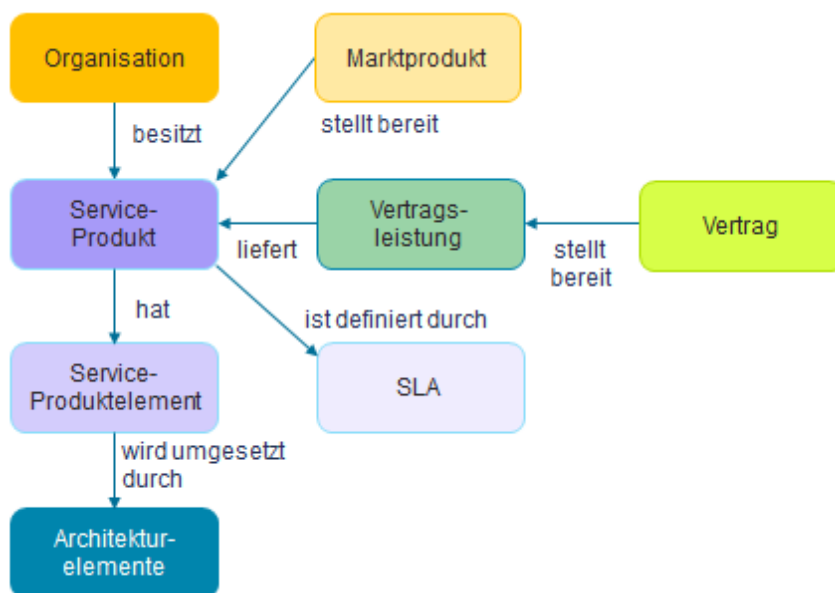 Organisation
Marktprodukt
besitzt
stellt bereit
Service-
Produkt
Vertrags-
leistung
Vertrag
liefert
stellt
bereit
hat
ist definiert durch
Service-
Produktelement
SLA
wird umgesetzt
durch
Architektur-
elemente